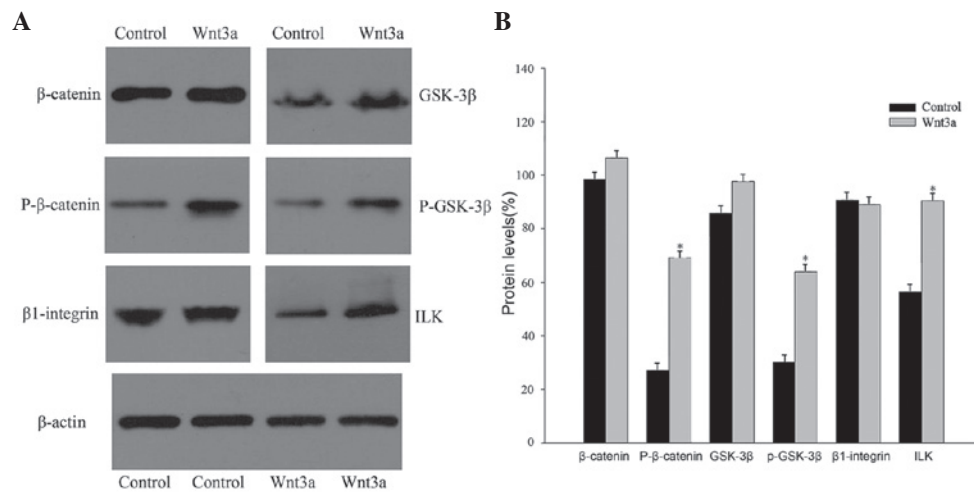 A
Control Wnt3a Control Wnt3a
β-catenin GSK-3β
P-β-catenin P-GSK-3β
β1-integrin ILK
β-actin
Control Control Wnt3a Wnt3a
B
140
120
100
80
60
40
20
0
Protein levels(%)
Control
Wnt3a
* * *
β-catenin P-β-catenin GSK-3β p-GSK-3β β1-integrin ILK